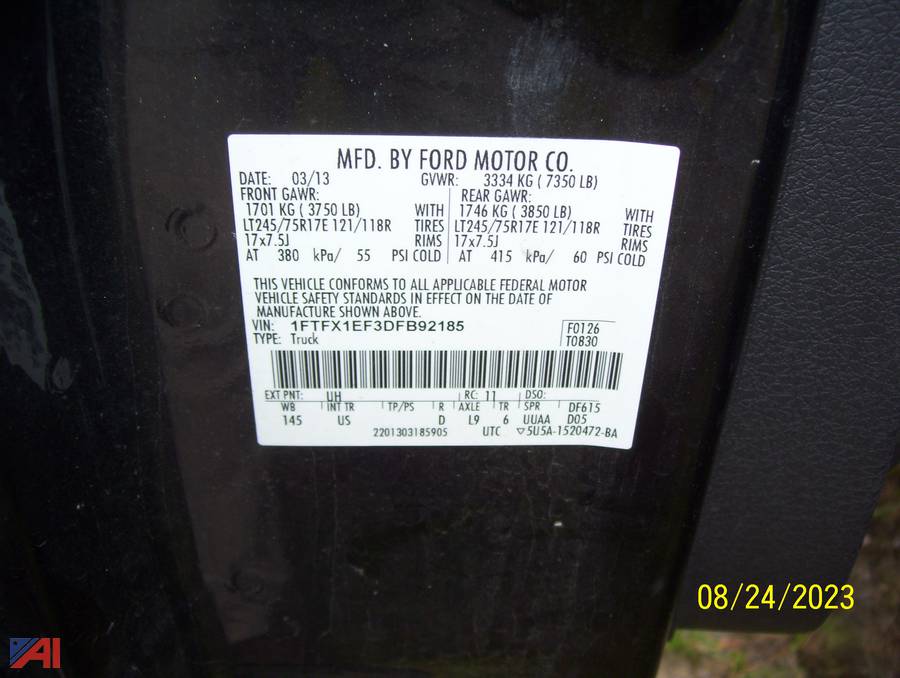 MFD. BY FORD MOTOR CO.
DATE: 03/13 GVWR: 3334 KG ( 7350 LB)
FRONT GAWR: REAR GAWR:
1701 KG ( 3750 LB) WITH 1746 KG ( 3850 LB) WITH
LT245/75R17E 121/118R TIRES LT245/75R17E 121/118R TIRES
17x7.5J RIMS 17x7.5J RIMS
AT 380 kPa/ 55 PSI COLD AT 415 kPa/ 60 PSI COLD
THIS VEHICLE CONFORMS TO ALL APPLICABLE FEDERAL MOTOR
VEHICLE SAFETY STANDARDS IN EFFECT ON THE DATE OF
MANUFACTURE SHOWN ABOVE.
VIN: 1FTFX1EF3DFB92185 F0126
TYPE: Truck T0830
EXT PNT: UH RC: 11 DSO:
WB INT TR TP/PS R AXLE TR SPR DF615
145 US D L9 6 UUAA D05
2201303185905 UTC ▽5U5A-1520472-BA
08/24/2023
AI